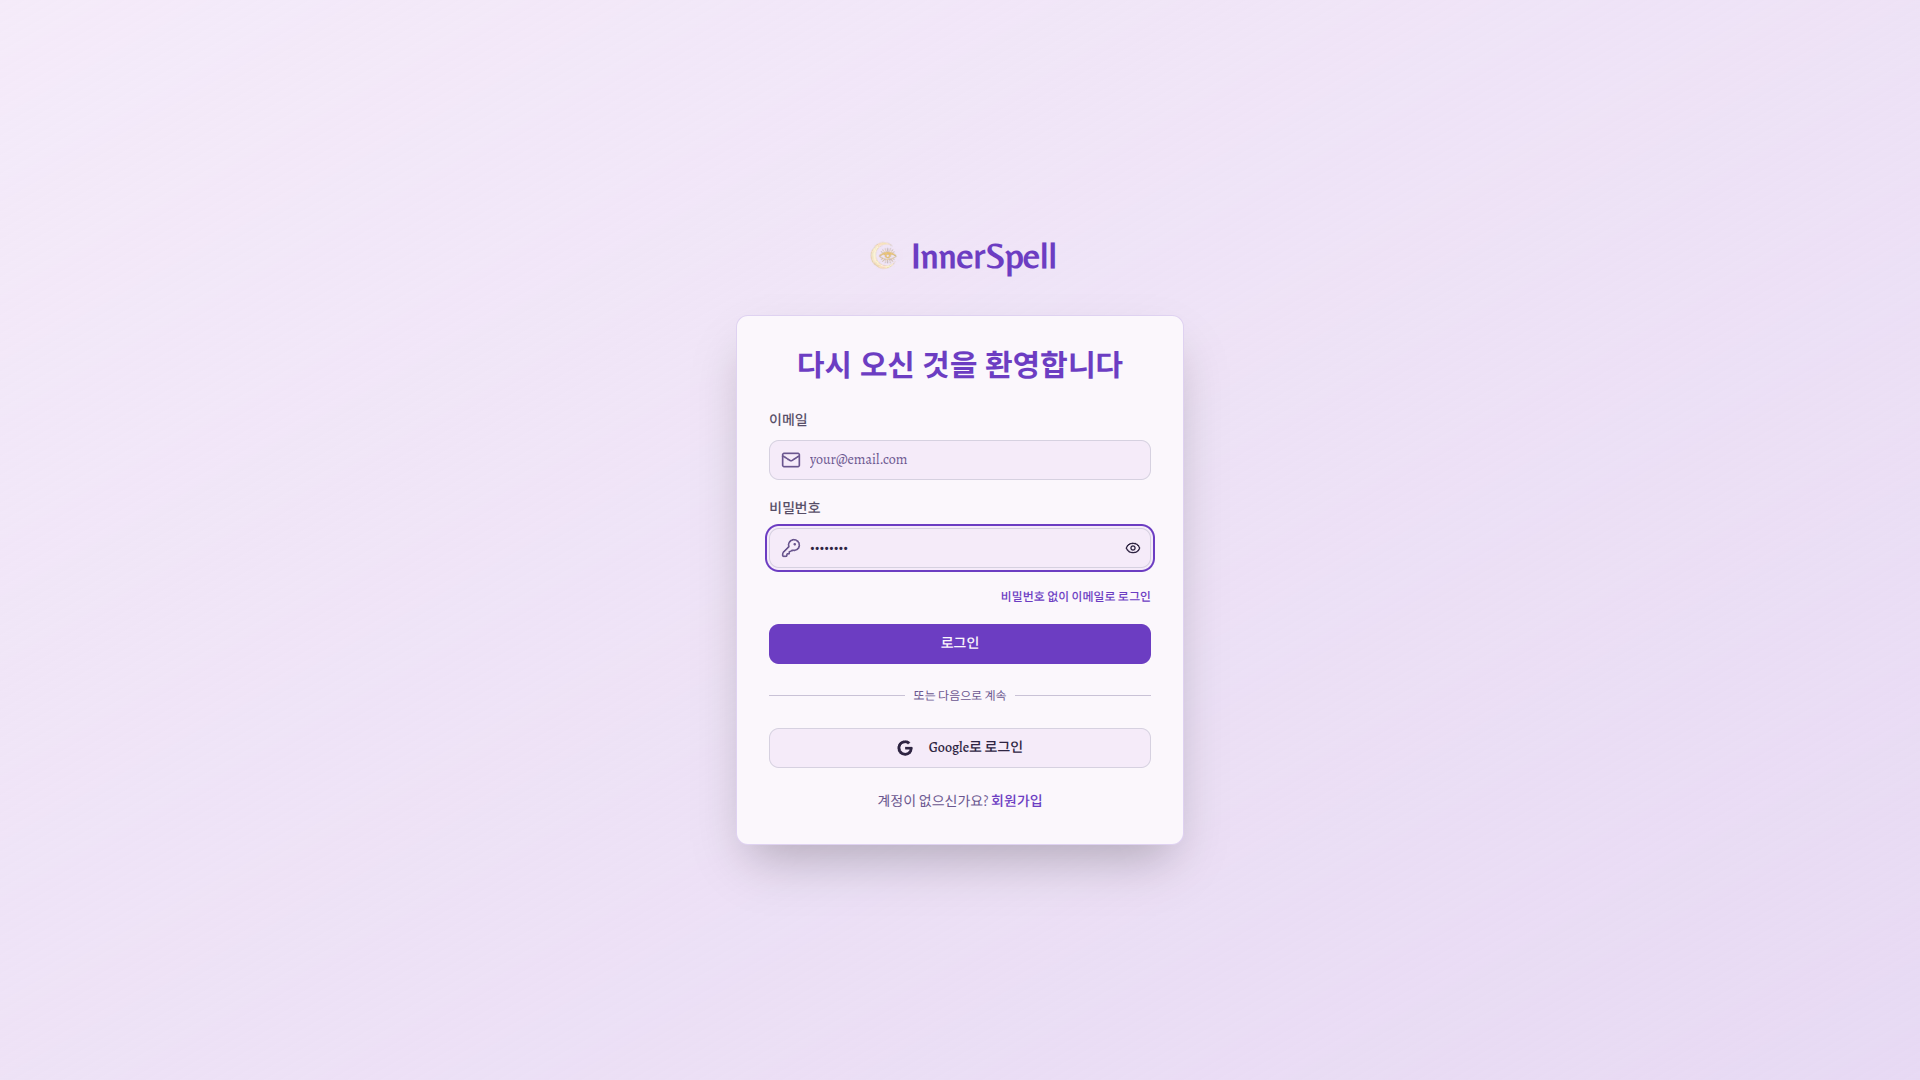 InnerSpell
다시 오신 것을 환영합니다
이메일
your@email.com
비밀번호
••••••••
비밀번호 없이 이메일로 로그인
로그인
또는 다음으로 계속
Google로 로그인
계정이 없으신가요? 회원가입